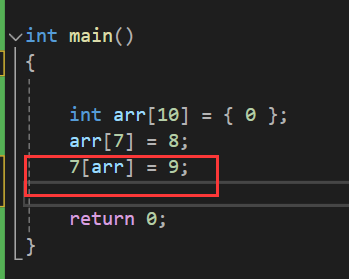 int main()
{
int arr[10] = { 0 };
arr[7] = 8;
7[arr] = 9;
return 0;
}